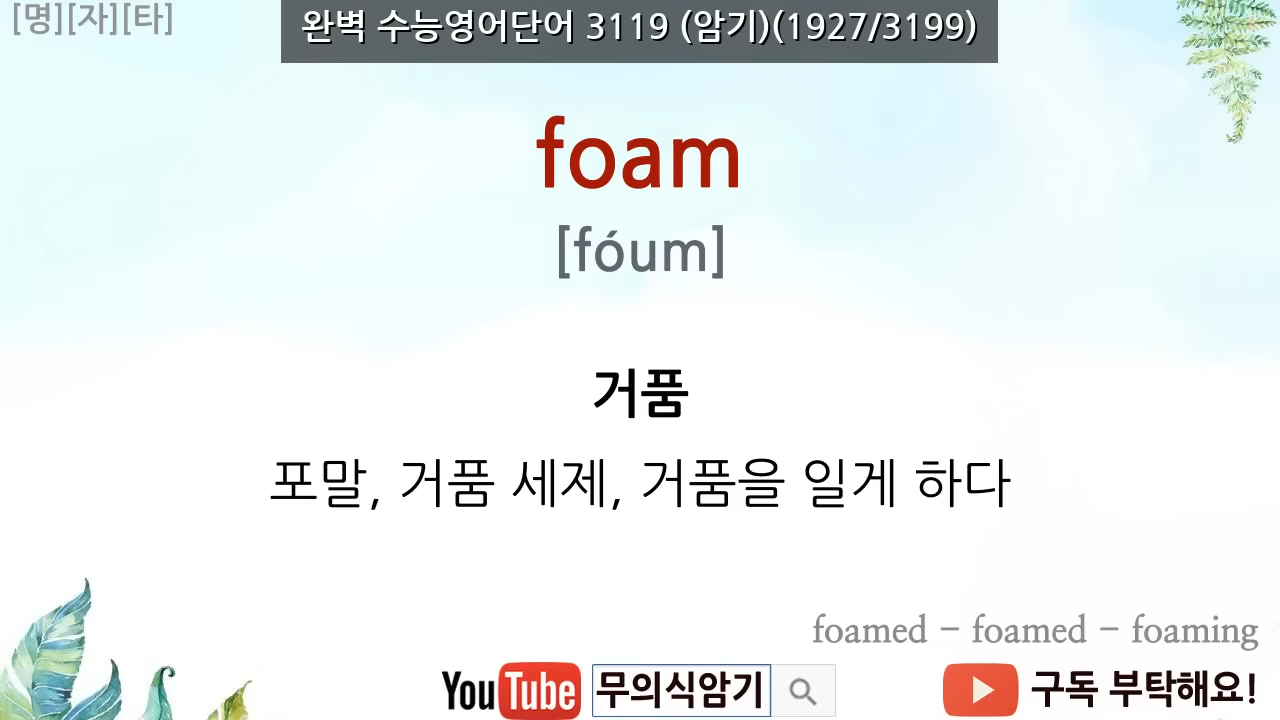 [명][자][타]
완벽 수능영어단어 3119 (암기)(1927/3199)
foam
[fóum]
거품
포말, 거품 세제, 거품을 일게 하다
foamed - foamed - foaming
YouTube 무의식암기
구독 부탁해요!